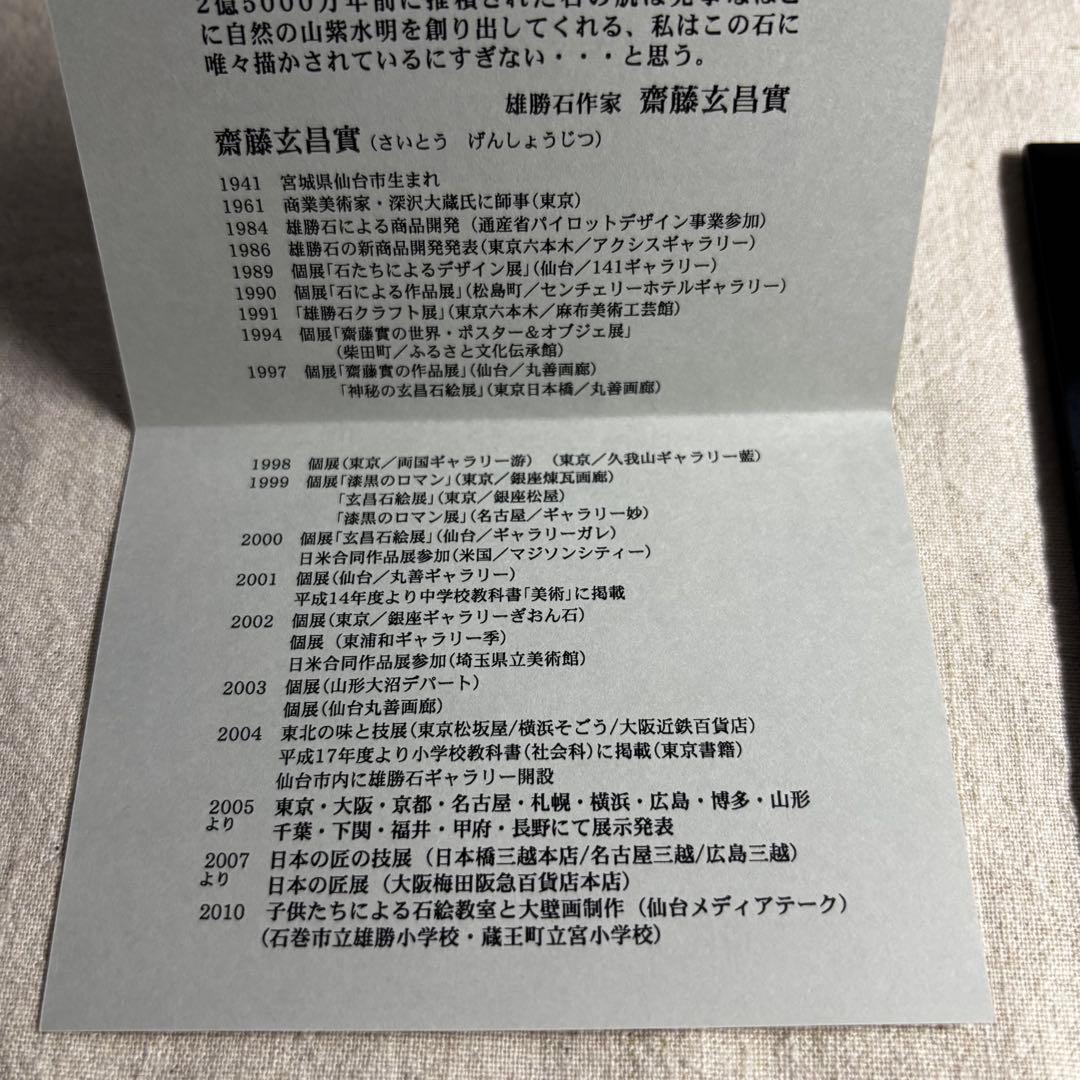 2億5000万年前に堆積された石の肌は見事なほど
に自然の山紫水明を創り出してくれる、私はこの石に
唯々描かされているにすぎない・・・と思う。
雄勝石作家 齋藤玄昌實
齋藤玄昌實（さいとう げんしょうじつ）
1941 宮城県仙台市生まれ
1961 商業美術家・深沢大蔵氏に師事（東京）
1984 雄勝石による商品開発（通産省パイロットデザイン事業参加）
1986 雄勝石の新商品開発発表（東京六本木／アクシスギャラリー）
1989 個展「石たちによるデザイン展」（仙台／141ギャラリー）
1990 個展「石による作品展」（松島町／センチェリーホテルギャラリー）
1991 「雄勝石クラフト展」（東京六本木／麻布美術工芸館）
1994 個展「齋藤實の世界・ポスター＆オブジェ展」
（柴田町／ふるさと文化伝承館）
1997 個展「齋藤實の作品展」（仙台／丸善画廊）
「神秘の玄昌石絵展」（東京日本橋／丸善画廊）
1998 個展（東京／両国ギャラリー游）（東京／久我山ギャラリー藍）
1999 個展「漆黒のロマン」（東京／銀座煉瓦画廊）
「玄昌石絵展」（東京／銀座松屋）
「漆黒のロマン展」（名古屋／ギャラリー妙）
2000 個展「玄昌石絵展」（仙台／ギャラリーガレ）
日米合同作品展参加（米国／マジソンシティー）
2001 個展（仙台／丸善ギャラリー）
平成14年度より中学校教科書「美術」に掲載
2002 個展（東京／銀座ギャラリーぎおん石）
個展（東浦和ギャラリー季）
日米合同作品展参加（埼玉県立美術館）
2003 個展（山形大沼デパート）
個展（仙台丸善画廊）
2004 東北の味と技展（東京松坂屋/横浜そごう/大阪近鉄百貨店）
平成17年度より小学校教科書（社会科）に掲載（東京書籍）
仙台市内に雄勝石ギャラリー開設
2005 東京・大阪・京都・名古屋・札幌・横浜・広島・博多・山形
より 千葉・下関・福井・甲府・長野にて展示発表
2007 日本の匠の技展（日本橋三越本店/名古屋三越/広島三越）
より 日本の匠展（大阪梅田阪急百貨店本店）
2010 子供たちによる石絵教室と大壁画制作（仙台メディアテーク）
（石巻市立雄勝小学校・蔵王町立宮小学校）